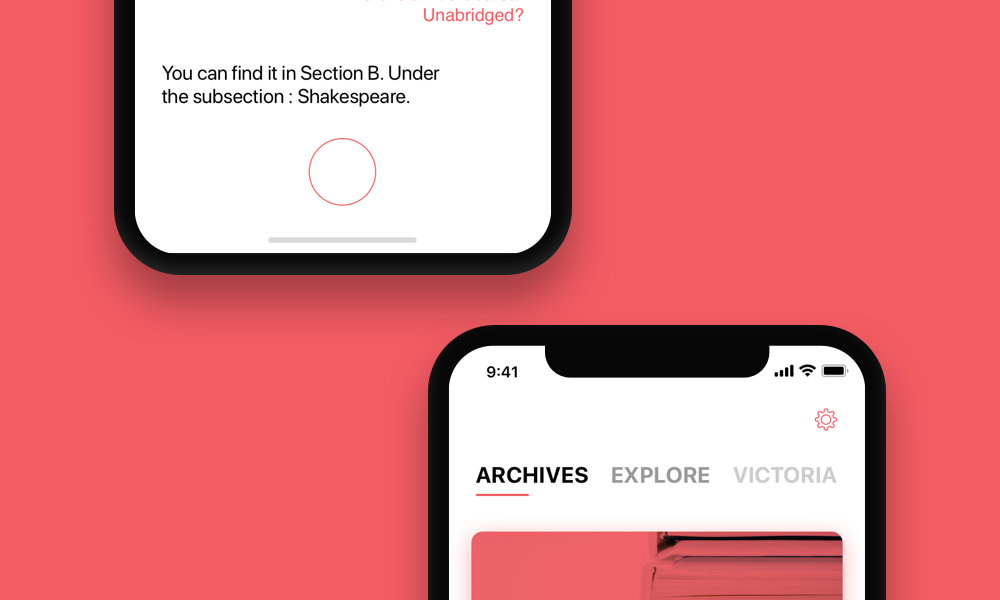 Unabridged?
You can find it in Section B. Under
the subsection : Shakespeare.
9:41
ARCHIVES EXPLORE VICTORIA